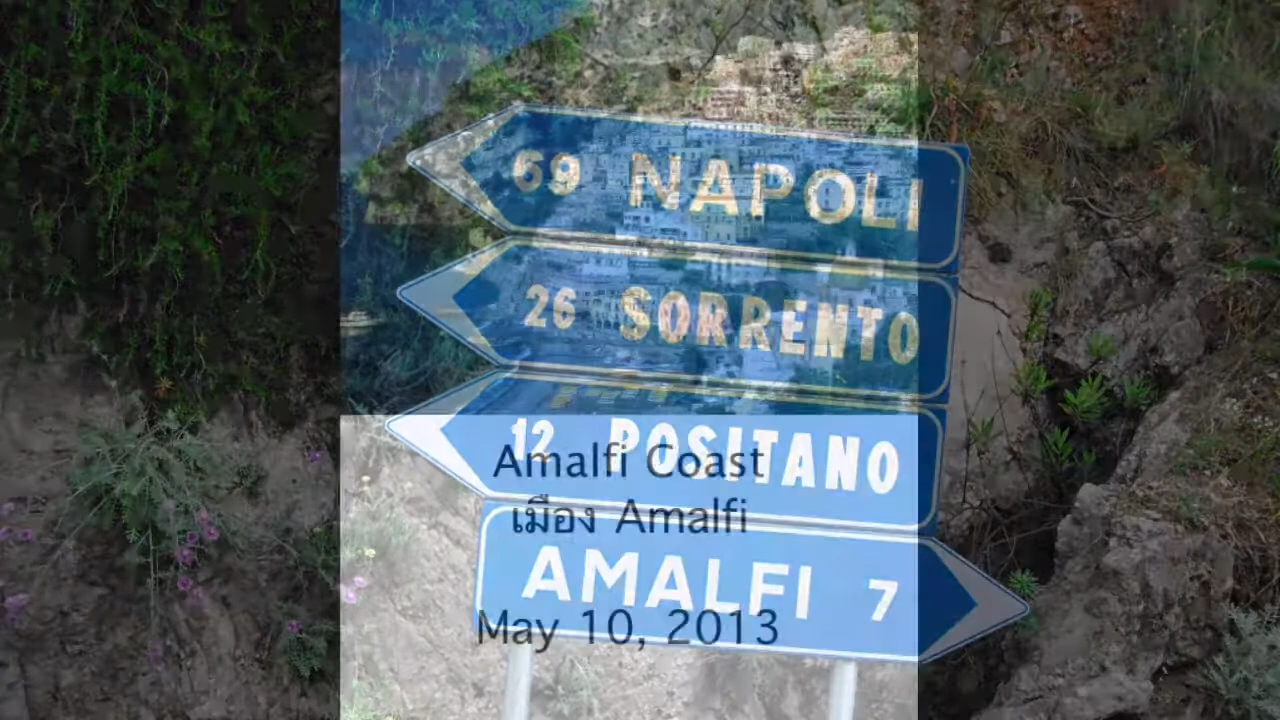 69 NAPOLI
26 SORRENTO
12 POSITANO
Amalfi Coast
เมือง Amalfi
AMALFI 7
May 10, 2013